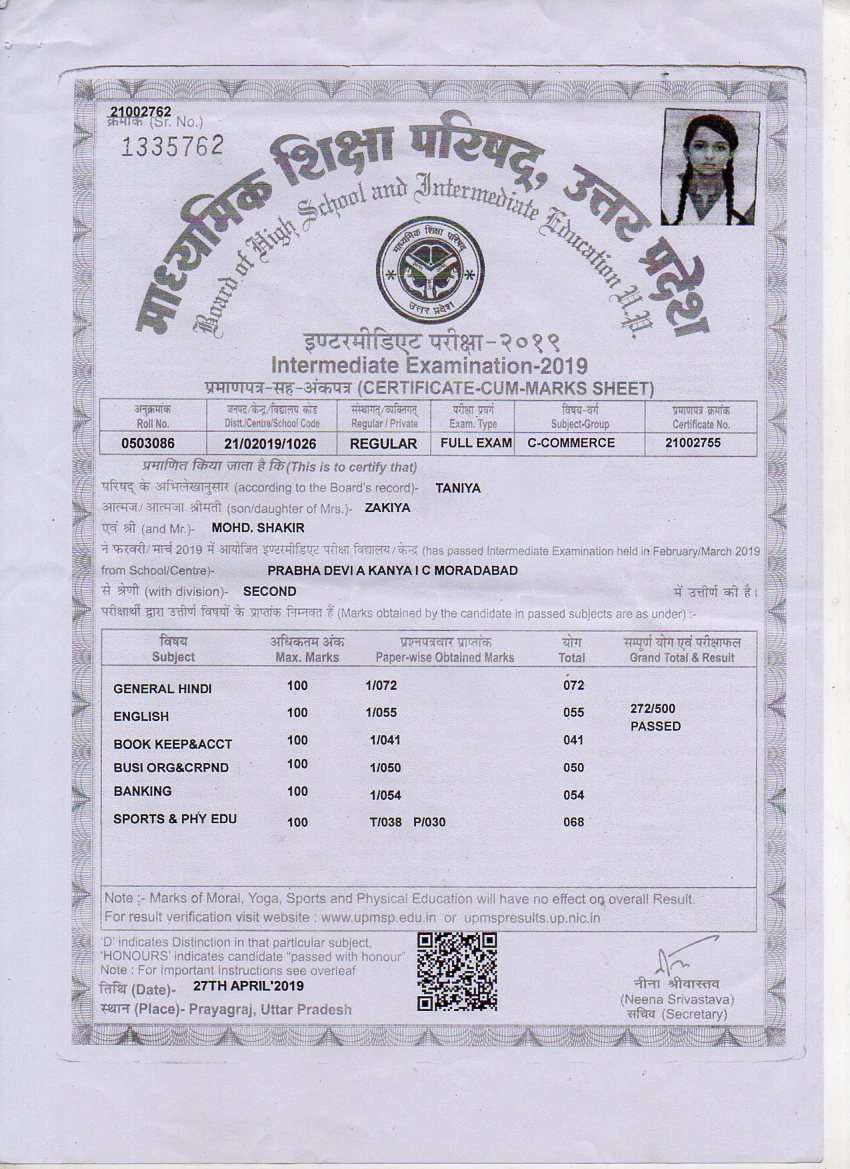 21002762
क्रमांक (Sr. No.)
1335762
माध्यमिक शिक्षा परिषद्, उत्तर प्रदेश
Board of High School and Intermediate Education U.P.
माध्यमिक शिक्षा परिषद्
उत्तर प्रदेश
इण्टरमीडिएट परीक्षा-२०१९
Intermediate Examination-2019
प्रमाणपत्र-सह-अंकपत्र (CERTIFICATE-CUM-MARKS SHEET)
अनुक्रमांक जनपद/केन्द्र/विद्यालय कोड संस्थागत/व्यक्तिगत परीक्षा प्रवर्ग विषय-वर्ग प्रमाणपत्र क्रमांक
Roll No. Distt./Centre/School Code Regular / Private Exam. Type Subject-Group Certificate No.
0503086 21/02019/1026 REGULAR FULL EXAM C-COMMERCE 21002755
प्रमाणित किया जाता है कि (This is to certify that)
परिषद् के अभिलेखानुसार (according to the Board's record)- TANIYA
आत्मज/आत्मजा श्रीमती (son/daughter of Mrs.)- ZAKIYA
एवं श्री (and Mr.)- MOHD. SHAKIR
ने फरवरी/मार्च 2019 में आयोजित इण्टरमीडिएट परीक्षा विद्यालय/केन्द्र (has passed Intermediate Examination held in February/March 2019
from School/Centre)- PRABHA DEVI A KANYA I C MORADABAD
से श्रेणी (with division)- SECOND में उत्तीर्ण की है।
परीक्षार्थी द्वारा उत्तीर्ण विषयों के प्राप्तांक निम्नवत हैं (Marks obtained by the candidate in passed subjects are as under) :-
विषय अधिकतम अंक प्रश्नपत्रवार प्राप्तांक योग सम्पूर्ण योग एवं परीक्षाफल
Subject Max. Marks Paper-wise Obtained Marks Total Grand Total & Result
GENERAL HINDI 100 1/072 072
ENGLISH 100 1/055 055 272/500
PASSED
BOOK KEEP&ACCT 100 1/041 041
BUSI ORG&CRPND 100 1/050 050
BANKING 100 1/054 054
SPORTS & PHY EDU 100 T/038 P/030 068
Note :- Marks of Moral, Yoga, Sports and Physical Education will have no effect on overall Result.
For result verification visit website : www.upmsp.edu.in or upmspresults.up.nic.in
'D' indicates Distinction in that particular subject,
'HONOURS' indicates candidate "passed with honour"
Note : For Important Instructions see overleaf
तिथि (Date)- 27TH APRIL'2019
स्थान (Place)- Prayagraj, Uttar Pradesh
नीना श्रीवास्तव
(Neena Srivastava)
सचिव (Secretary)